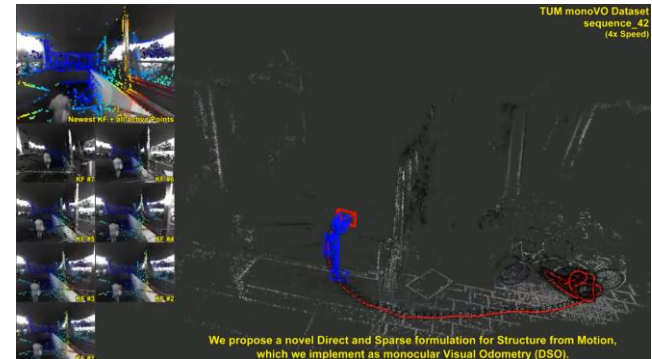 TUM monoVO Dataset
sequence_42
(4x Speed)
Newest KF + all active Points
KF #7
KF #6
KF #5
KF #4
KF #3
KF #2
KF #1
We propose a novel Direct and Sparse formulation for Structure from Motion,
which we implement as monocular Visual Odometry (DSO).